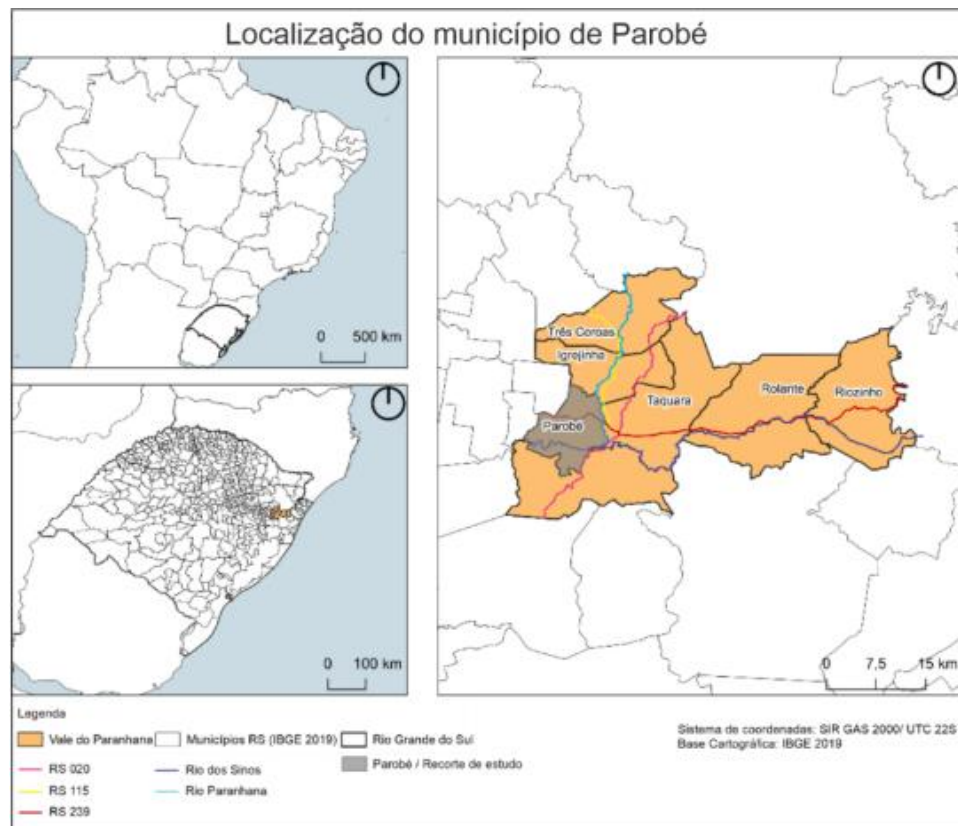 Localização do município de Parobé
0 500 km
0 100 km
Três Coroas
Igrejinha
Taquara
Rolante
Riozinho
Parobé
0 7,5 15 km
Legenda
Vale do Paranhana
Municípios RS (IBGE 2019)
Rio Grande do Sul
RS 020
Rio dos Sinos
Parobé / Recorte de estudo
RS 115
Rio Paranhana
RS 239
Sistema de coordenadas: SIR GAS 2000/ UTC 22S
Base Cartográfica: IBGE 2019